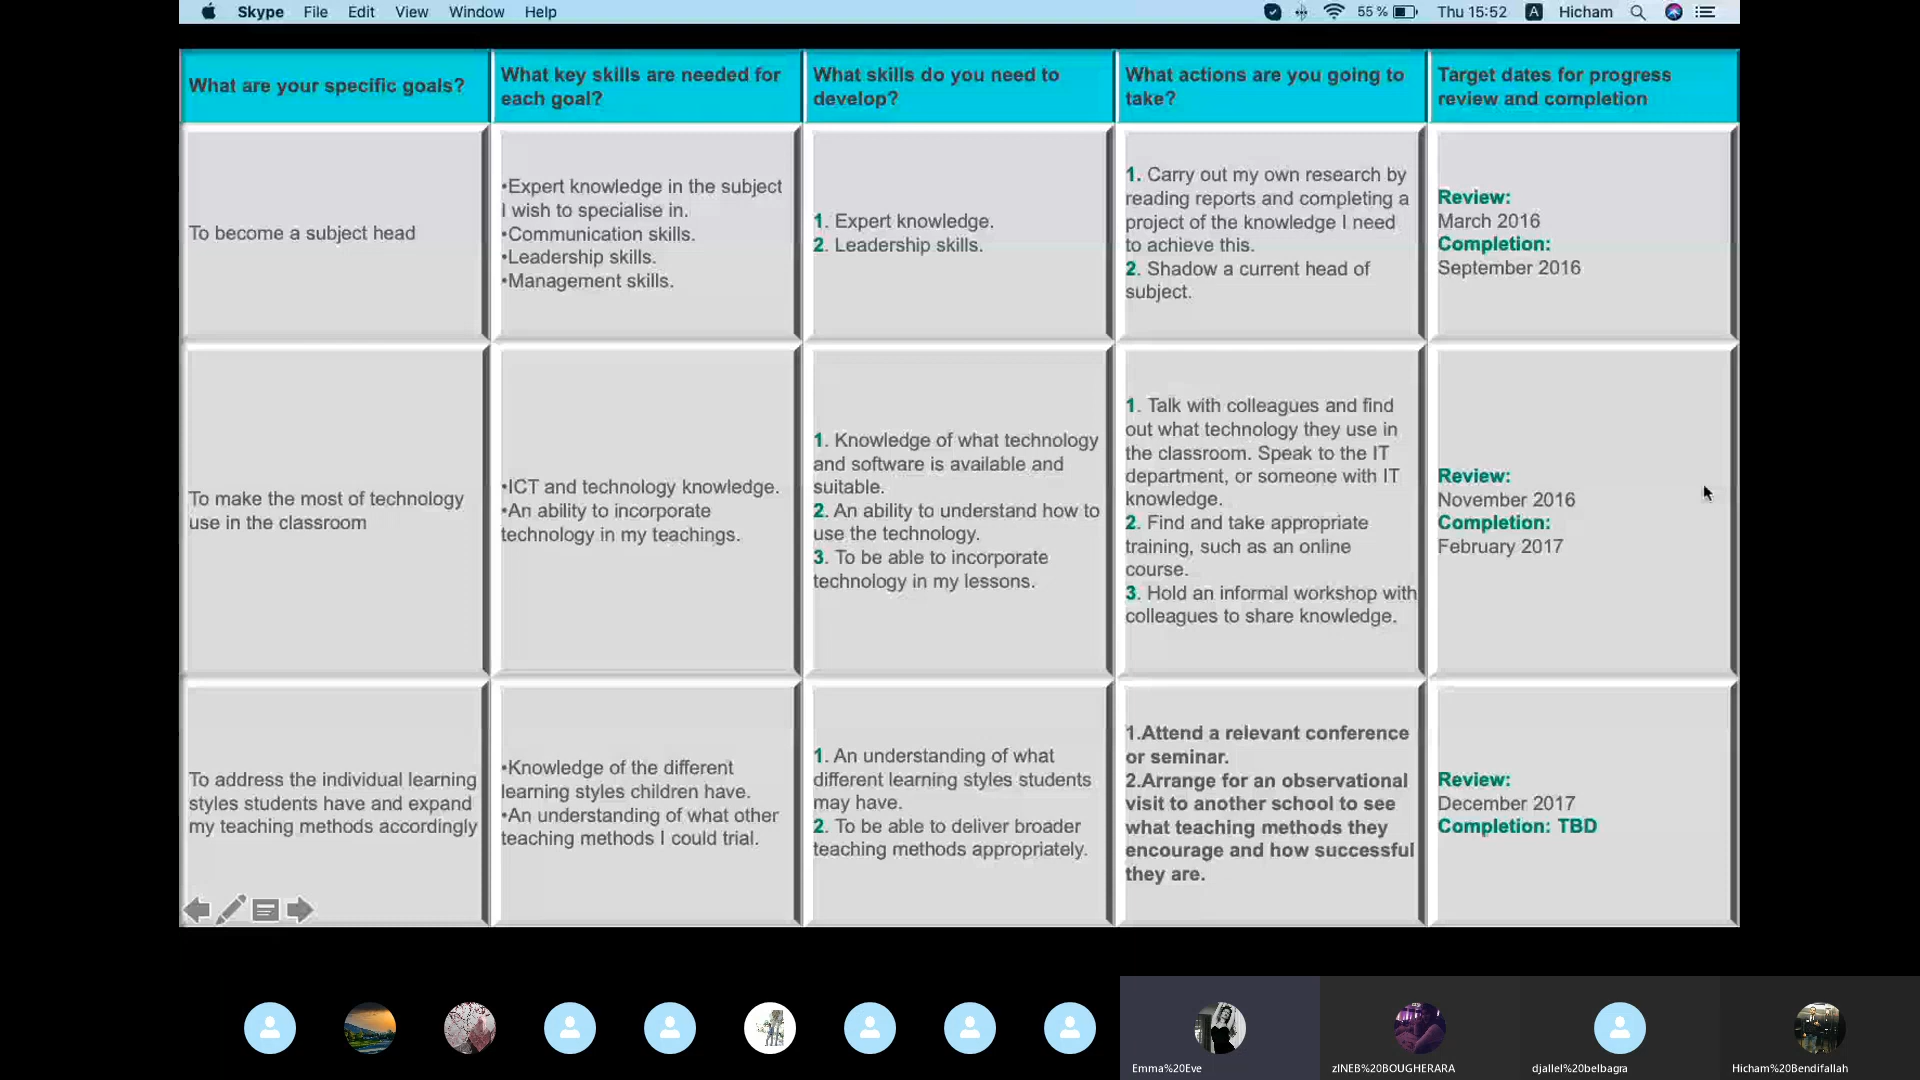 Skype File Edit View Window Help 55 % Thu 15:52 A Hicham
What are your specific goals?
What key skills are needed for
each goal?
What skills do you need to
develop?
What actions are you going to
take?
Target dates for progress
review and completion
To become a subject head
•Expert knowledge in the subject
I wish to specialise in.
•Communication skills.
•Leadership skills.
•Management skills.
1. Expert knowledge.
2. Leadership skills.
1. Carry out my own research by
reading reports and completing a
project of the knowledge I need
to achieve this.
2. Shadow a current head of
subject.
Review:
March 2016
Completion:
September 2016
To make the most of technology
use in the classroom
•ICT and technology knowledge.
•An ability to incorporate
technology in my teachings.
1. Knowledge of what technology
and software is available and
suitable.
2. An ability to understand how to
use the technology.
3. To be able to incorporate
technology in my lessons.
1. Talk with colleagues and find
out what technology they use in
the classroom. Speak to the IT
department, or someone with IT
knowledge.
2. Find and take appropriate
training, such as an online
course.
3. Hold an informal workshop with
colleagues to share knowledge.
Review:
November 2016
Completion:
February 2017
To address the individual learning
styles students have and expand
my teaching methods accordingly
•Knowledge of the different
learning styles children have.
•An understanding of what other
teaching methods I could trial.
1. An understanding of what
different learning styles students
may have.
2. To be able to deliver broader
teaching methods appropriately.
1.Attend a relevant conference
or seminar.
2.Arrange for an observational
visit to another school to see
what teaching methods they
encourage and how successful
they are.
Review:
December 2017
Completion: TBD
Emma%20Eve
zINEB%20BOUGHERARA
djallel%20belbagra
Hicham%20Bendifallah